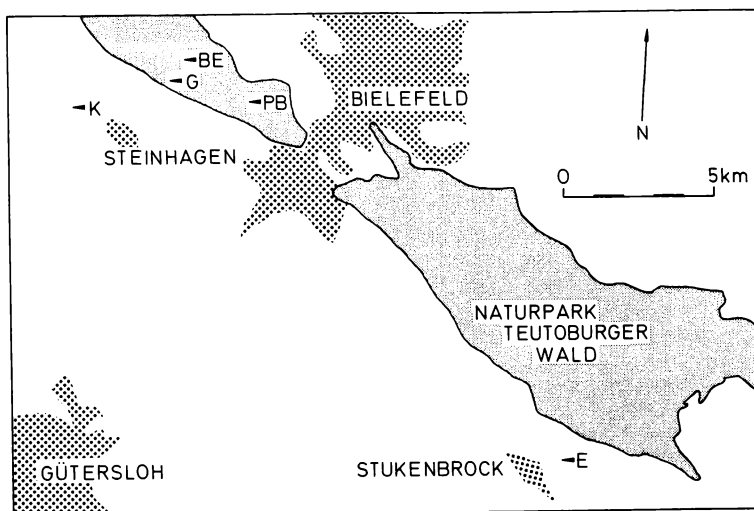 BE
G
PB
K
BIELEFELD
STEINHAGEN
N
0 5km
NATURPARK
TEUTOBURGER
WALD
GÜTERSLOH
STUKENBROCK
E